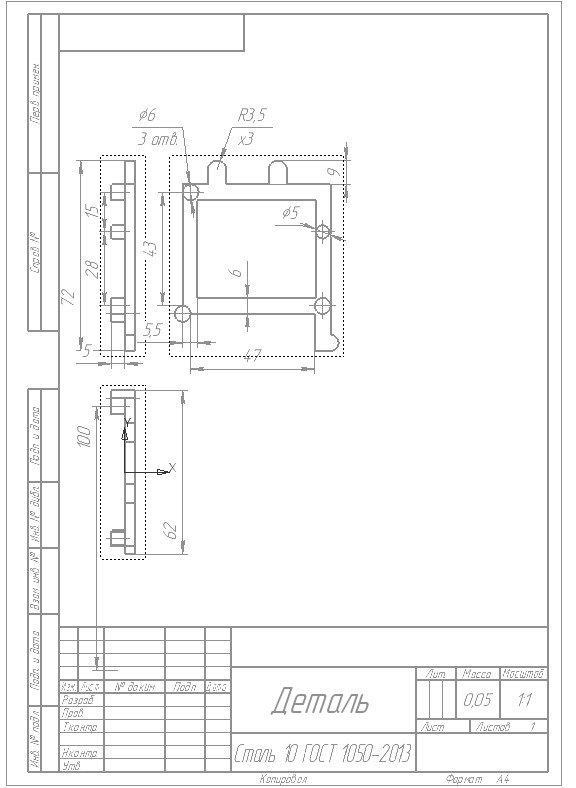 Перв. примен.
Справ. №
Подп. и дата
Инв. № дубл.
Взам. инв. №
Подп. и дата
Инв. № подл.
⌀6
3 отв.
R3,5
x3
9
15
⌀5
43
28
72
6
5,5
5
47
100
Y
X
62
Изм. Лист № докум. Подп. Дата
Разраб.
Пров.
Т.контр.
Н.контр.
Утв.
Деталь
Лит. Масса Масштаб
0,05 1:1
Лист Листов 1
Сталь 10 ГОСТ 1050-2013
Копировал Формат А4